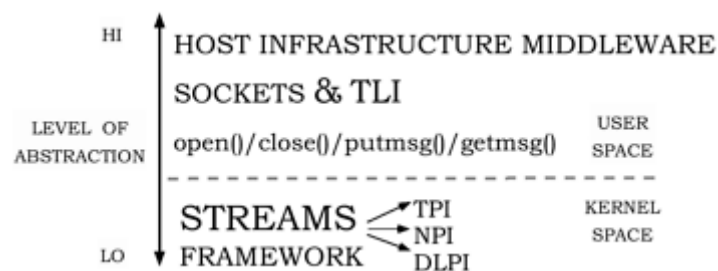 HI
HOST INFRASTRUCTURE MIDDLEWARE
SOCKETS & TLI
LEVEL OF
ABSTRACTION
open()/close()/putmsg()/getmsg()
USER
SPACE
STREAMS
FRAMEWORK
TPI
NPI
DLPI
KERNEL
SPACE
LO